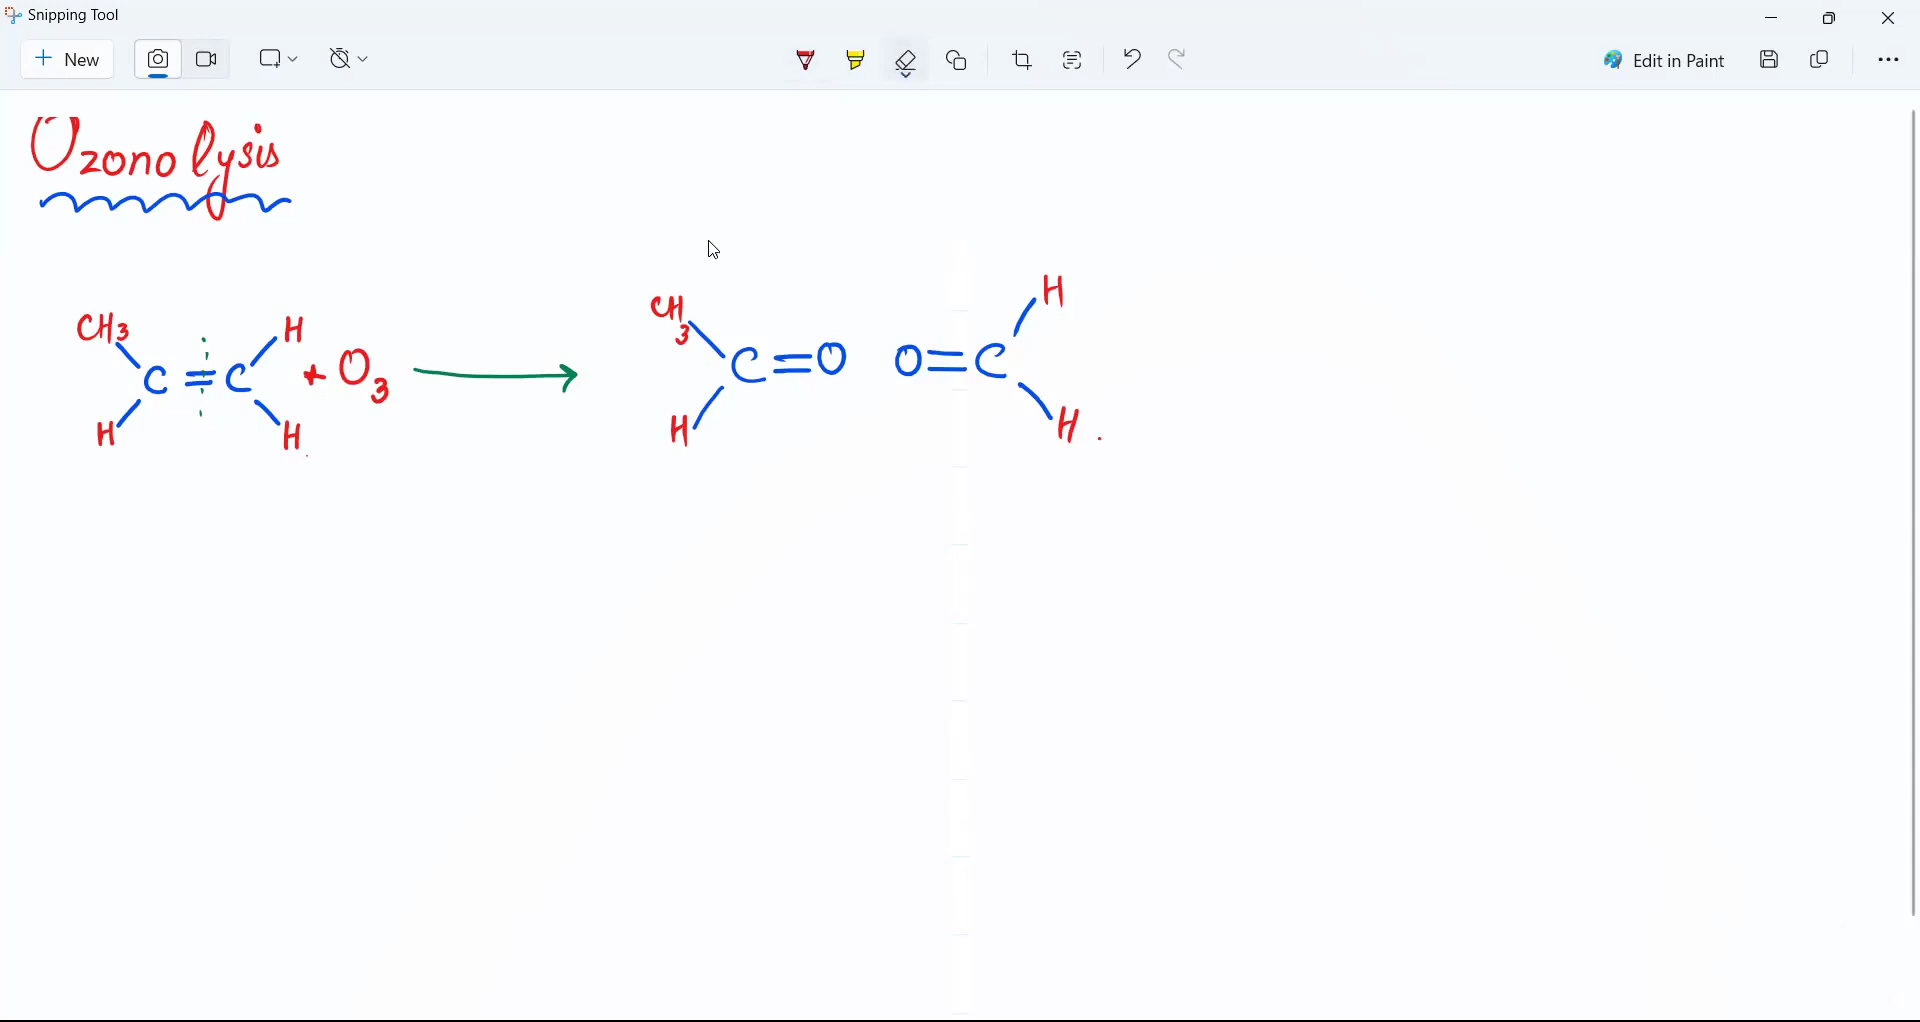 Snipping Tool
New
Edit in Paint
Ozonolysis
CH3 H
C = C + O3
H H
CH3 H
C = O O = C
H H